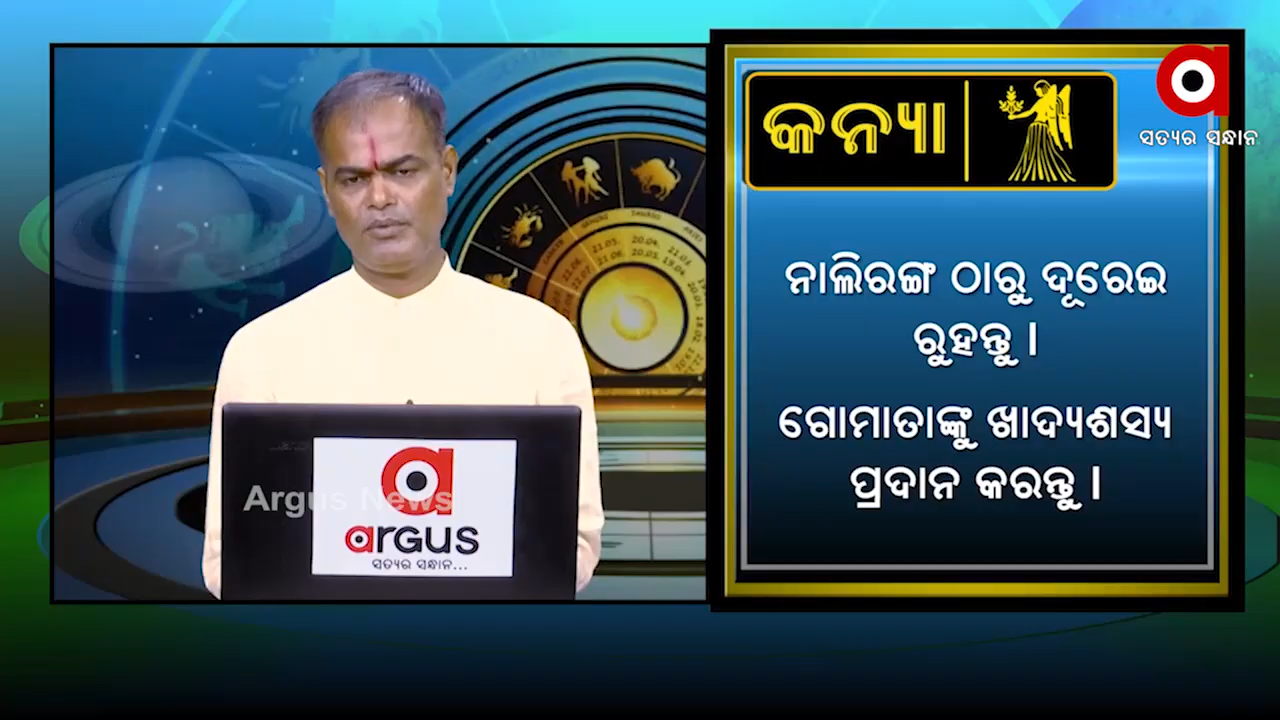 କନ୍ୟା
ସତ୍ୟର ସନ୍ଧାନ
ନାଲିରଙ୍ଗ ଠାରୁ ଦୂରେଇ
ରୁହନ୍ତୁ ।
ଗୋମାତାଙ୍କୁ ଖାଦ୍ୟଶସ୍ୟ
ପ୍ରଦାନ କରନ୍ତୁ ।
Argus News
argus
ସତ୍ୟର ସନ୍ଧାନ...